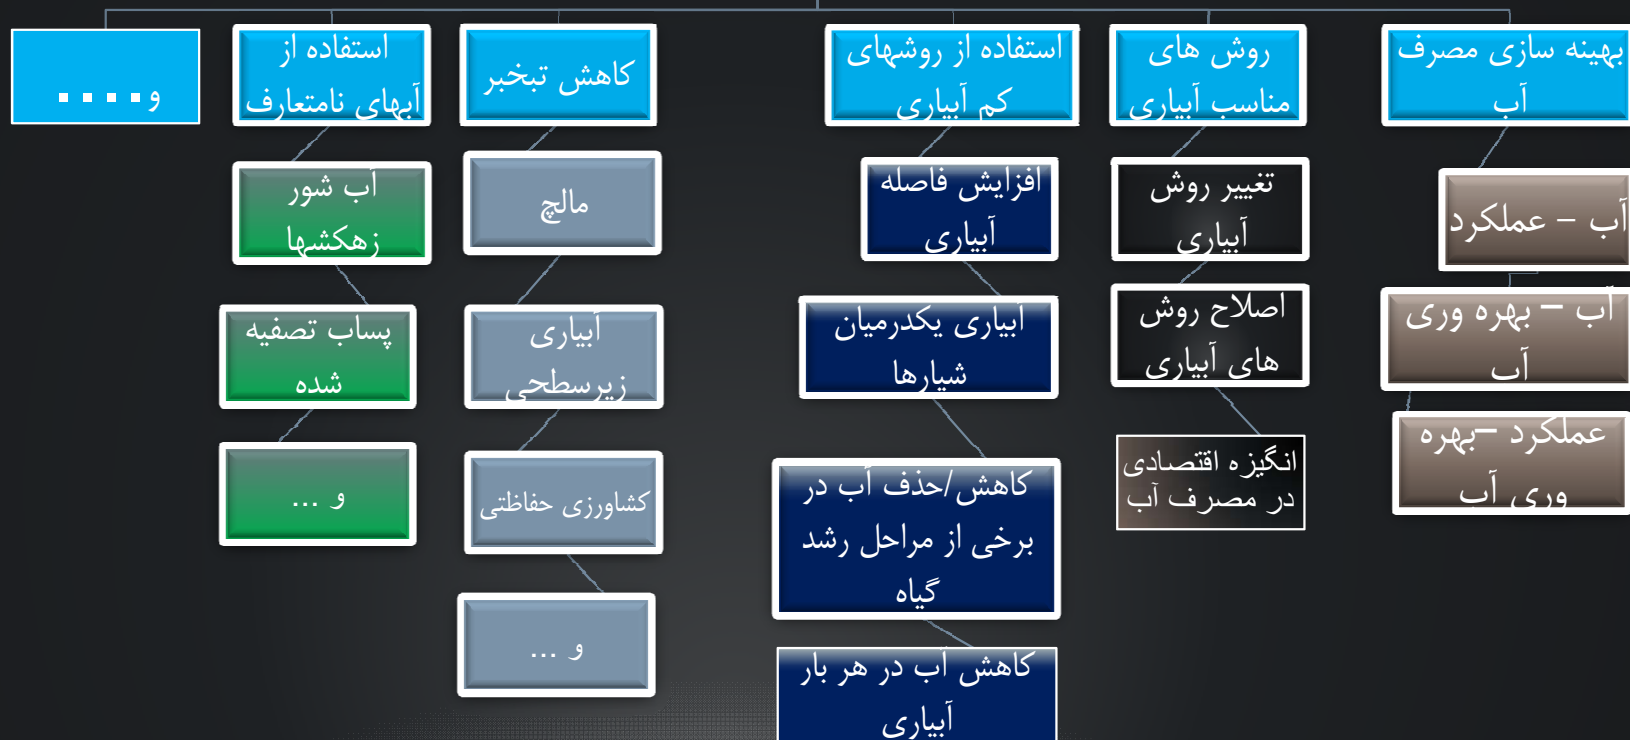 بهینه سازی مصرف
آب
آب – عملکرد
آب – بهره وری
آب
عملکرد –بهره
وری آب
روش های
مناسب آبیاری
تغییر روش
آبیاری
اصلاح روش
های آبیاری
انگیزه اقتصادی
در مصرف آب
استفاده از روشهای
کم آبیاری
افزایش فاصله
آبیاری
آبیاری یکدرمیان
شیارها
کاهش/حذف آب در
برخی از مراحل رشد
گیاه
کاهش آب در هر بار
آبیاری
کاهش تبخبر
مالچ
آبیاری
زیرسطحی
کشاورزی حفاظتی
و ...
استفاده از
آبهای نامتعارف
آب شور
زهکشها
پساب تصفیه
شده
و ...
و....